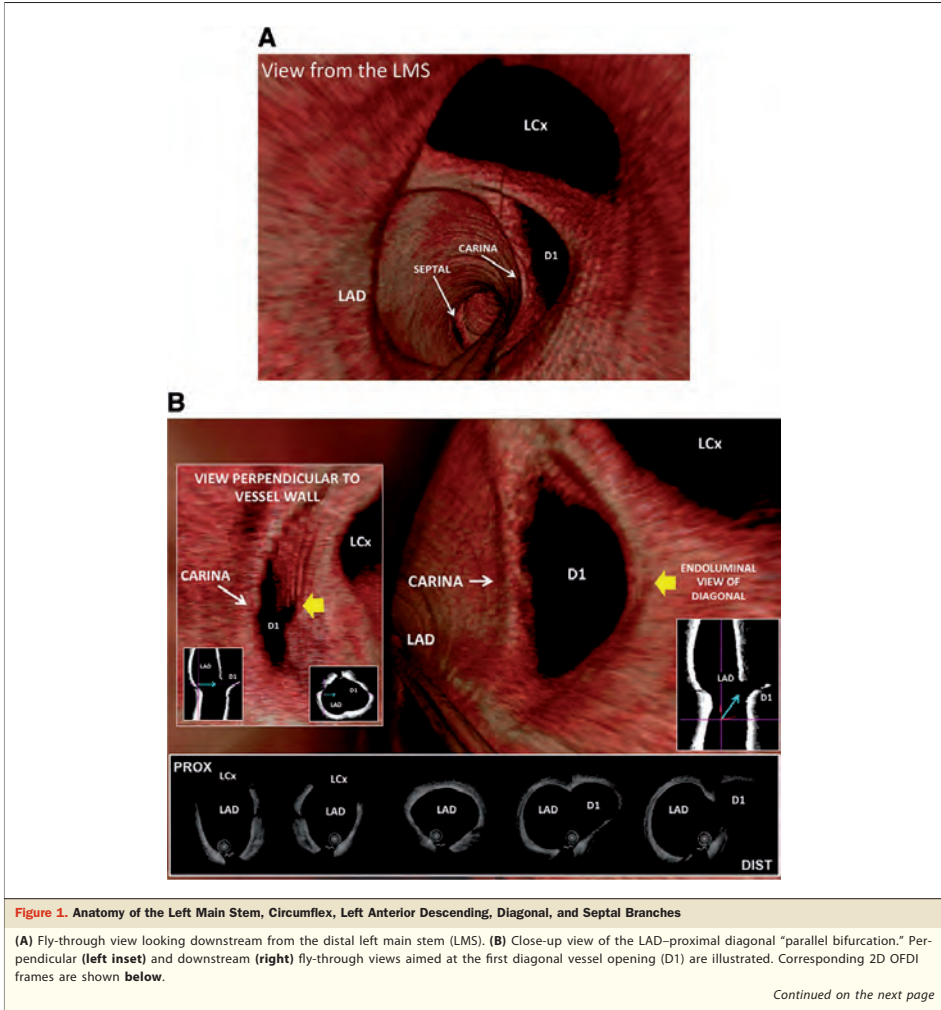 A
View from the LMS
LCx
CARINA
D1
SEPTAL
LAD
B
LCx
VIEW PERPENDICULAR TO
VESSEL WALL
LCx
CARINA
D1
LAD
D1
D1
LAD
CARINA
D1
LAD
ENDOLUMINAL
VIEW OF
DIAGONAL
LAD
D1
PROX
LCx
LAD
LCx
LAD
LAD
LAD
D1
LAD
D1
DIST
Figure 1. Anatomy of the Left Main Stem, Circumflex, Left Anterior Descending, Diagonal, and Septal Branches
(A) Fly-through view looking downstream from the distal left main stem (LMS). (B) Close-up view of the LAD–proximal diagonal “parallel bifurcation.” Per-
pendicular (left inset) and downstream (right) fly-through views aimed at the first diagonal vessel opening (D1) are illustrated. Corresponding 2D OFDI
frames are shown below.
Continued on the next page